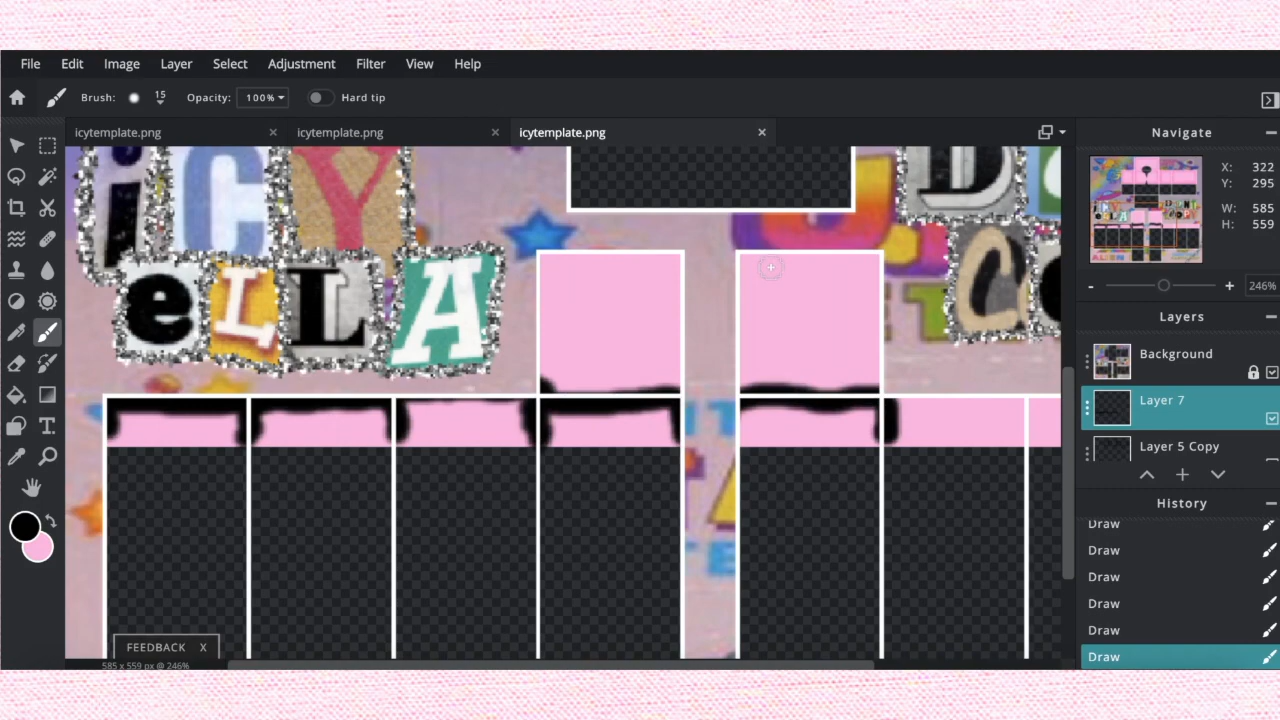 File Edit Image Layer Select Adjustment Filter View Help
Brush: 15 Opacity: 100% Hard tip
icytemplate.png x icytemplate.png x icytemplate.png x
Navigate
X: 322
Y: 295
W: 585
H: 559
- + 246%
iCY
eLLA
D
C
T
Layers
Background
Layer 7
Layer 5 Copy
History
Draw
Draw
Draw
Draw
Draw
Draw
FEEDBACK X
585 x 559 px @ 246%